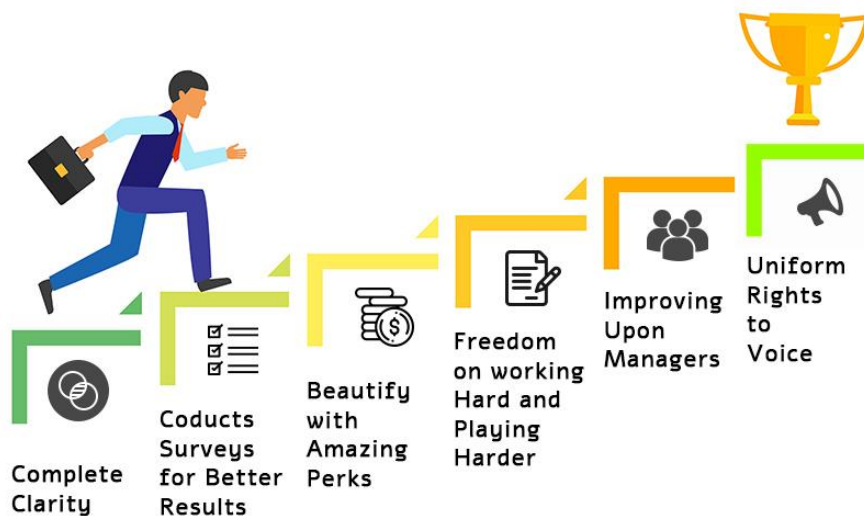 Complete
Clarity
Coducts
Surveys
for Better
Results
Beautify
with
Amazing
Perks
Freedom
on working
Hard and
Playing
Harder
Improving
Upon
Managers
Uniform
Rights
to
Voice